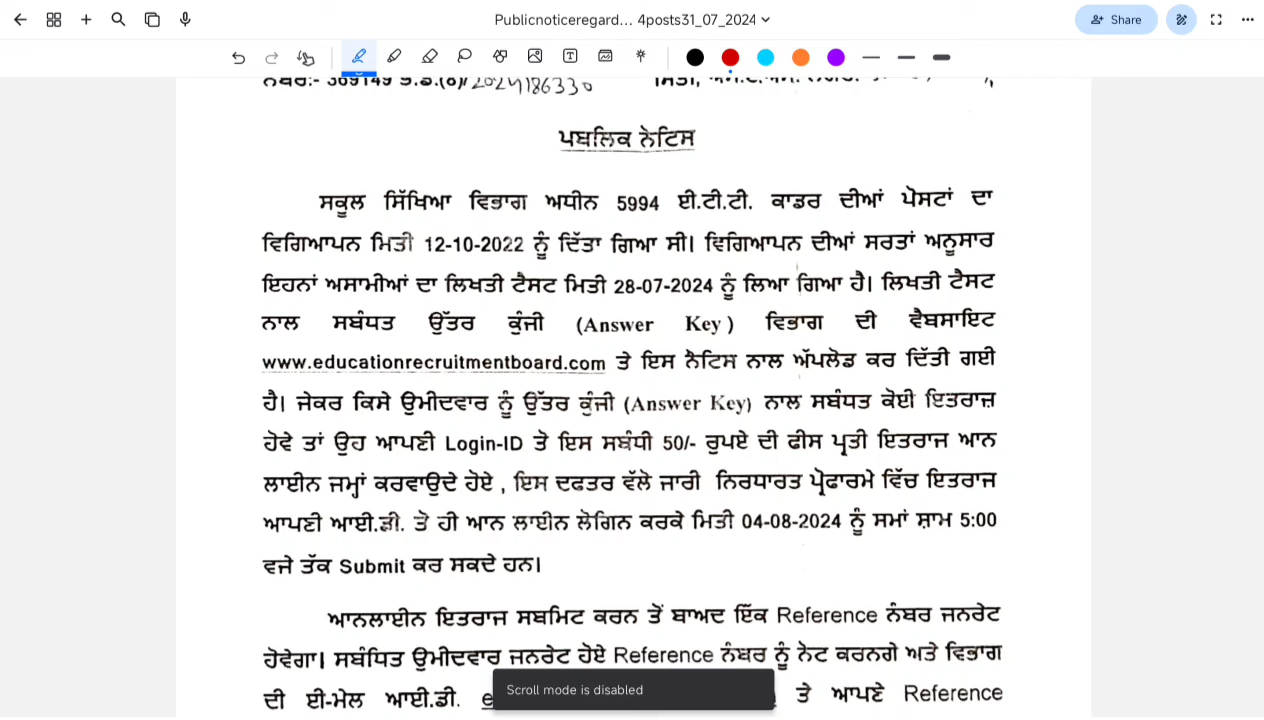 Publicnoticeregard... 4posts31_07_2024
Share
ਨੰਬਰ:- 369149 ਭ.ਡ.(6)/2024186330 ਮਿਤੀ,
ਪਬਲਿਕ ਨੋਟਿਸ
ਸਕੂਲ ਸਿੱਖਿਆ ਵਿਭਾਗ ਅਧੀਨ 5994 ਈ.ਟੀ.ਟੀ. ਕਾਡਰ ਦੀਆਂ ਪੋਸਟਾਂ ਦਾ
ਵਿਗਿਆਪਨ ਮਿਤੀ 12-10-2022 ਨੂੰ ਦਿੱਤਾ ਗਿਆ ਸੀ। ਵਿਗਿਆਪਨ ਦੀਆਂ ਸਰਤਾਂ ਅਨੂਸਾਰ
ਇਹਨਾਂ ਅਸਾਮੀਆਂ ਦਾ ਲਿਖਤੀ ਟੈਸਟ ਮਿਤੀ 28-07-2024 ਨੂੰ ਲਿਆ ਗਿਆ ਹੈ। ਲਿਖਤੀ ਟੈਸਟ
ਨਾਲ ਸਬੰਧਤ ਉੱਤਰ ਕੁੰਜੀ (Answer Key ) ਵਿਭਾਗ ਦੀ ਵੈਬਸਾਇਟ
www.educationrecruitmentboard.com ਤੇ ਇਸ ਨੋਟਿਸ ਨਾਲ ਅੱਪਲੋਡ ਕਰ ਦਿੱਤੀ ਗਈ
ਹੈ। ਜੇਕਰ ਕਿਸੇ ਉਮੀਦਵਾਰ ਨੂੰ ਉੱਤਰ ਕੁੰਜੀ (Answer Key) ਨਾਲ ਸਬੰਧਤ ਕੋਈ ਇਤਰਾਜ਼
ਹੋਵੇ ਤਾਂ ਉਹ ਆਪਣੀ Login-ID ਤੋ ਇਸ ਸਬੰਧੀ 50/- ਰੁਪਏ ਦੀ ਫੀਸ ਪ੍ਰਤੀ ਇਤਰਾਜ ਆਨ
ਲਾਈਨ ਜਮ੍ਹਾਂ ਕਰਵਾਉਦੇ ਹੋਏ , ਇਸ ਦਫਤਰ ਵੱਲੋ ਜਾਰੀ ਨਿਰਧਾਰਤ ਪ੍ਰੋਫਾਰਮੇ ਵਿੱਚ ਇਤਰਾਜ
ਆਪਣੀ ਆਈ.ਡੀ. ਤੋ ਹੀ ਆਨ ਲਾਈਨ ਲੋਗਿਨ ਕਰਕੇ ਮਿਤੀ 04-08-2024 ਨੂੰ ਸਮਾਂ ਸ਼ਾਮ 5:00
ਵਜੇ ਤੱਕ Submit ਕਰ ਸਕਦੇ ਹਨ।
ਆਨਲਾਈਨ ਇਤਰਾਜ ਸਬਮਿਟ ਕਰਨ ਤੋਂ ਬਾਅਦ ਇੱਕ Reference ਨੰਬਰ ਜਨਰੇਟ
ਹੋਵੇਗਾ। ਸਬੰਧਿਤ ਉਮੀਦਵਾਰ ਜਨਰੇਟ ਹੋਏ Reference ਨੰਬਰ ਨੂੰ ਨੋਟ ਕਰਨਗੇ ਅਤੇ ਵਿਭਾਗ
ਦੀ ਈ-ਮੇਲ ਆਈ.ਡੀ. ਤੇ ਆਪਣੇ Reference
Scroll mode is disabled